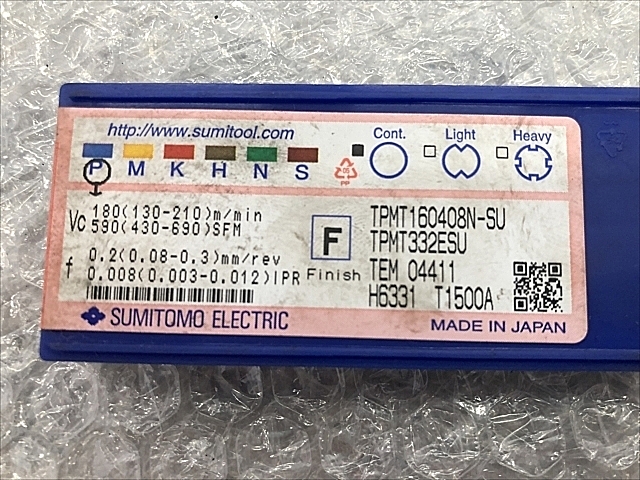 http://www.sumitool.com
Cont. Light Heavy
P M K H N S
05
PP
Vc 180(130-210)m/min
590(430-690)SFM
f 0.2(0.08-0.3)mm/rev
0.008(0.003-0.012)IPR
F
Finish
TPMT160408N-SU
TPMT332ESU
TEM 04411
H6331 T1500A
SUMITOMO ELECTRIC
MADE IN JAPAN